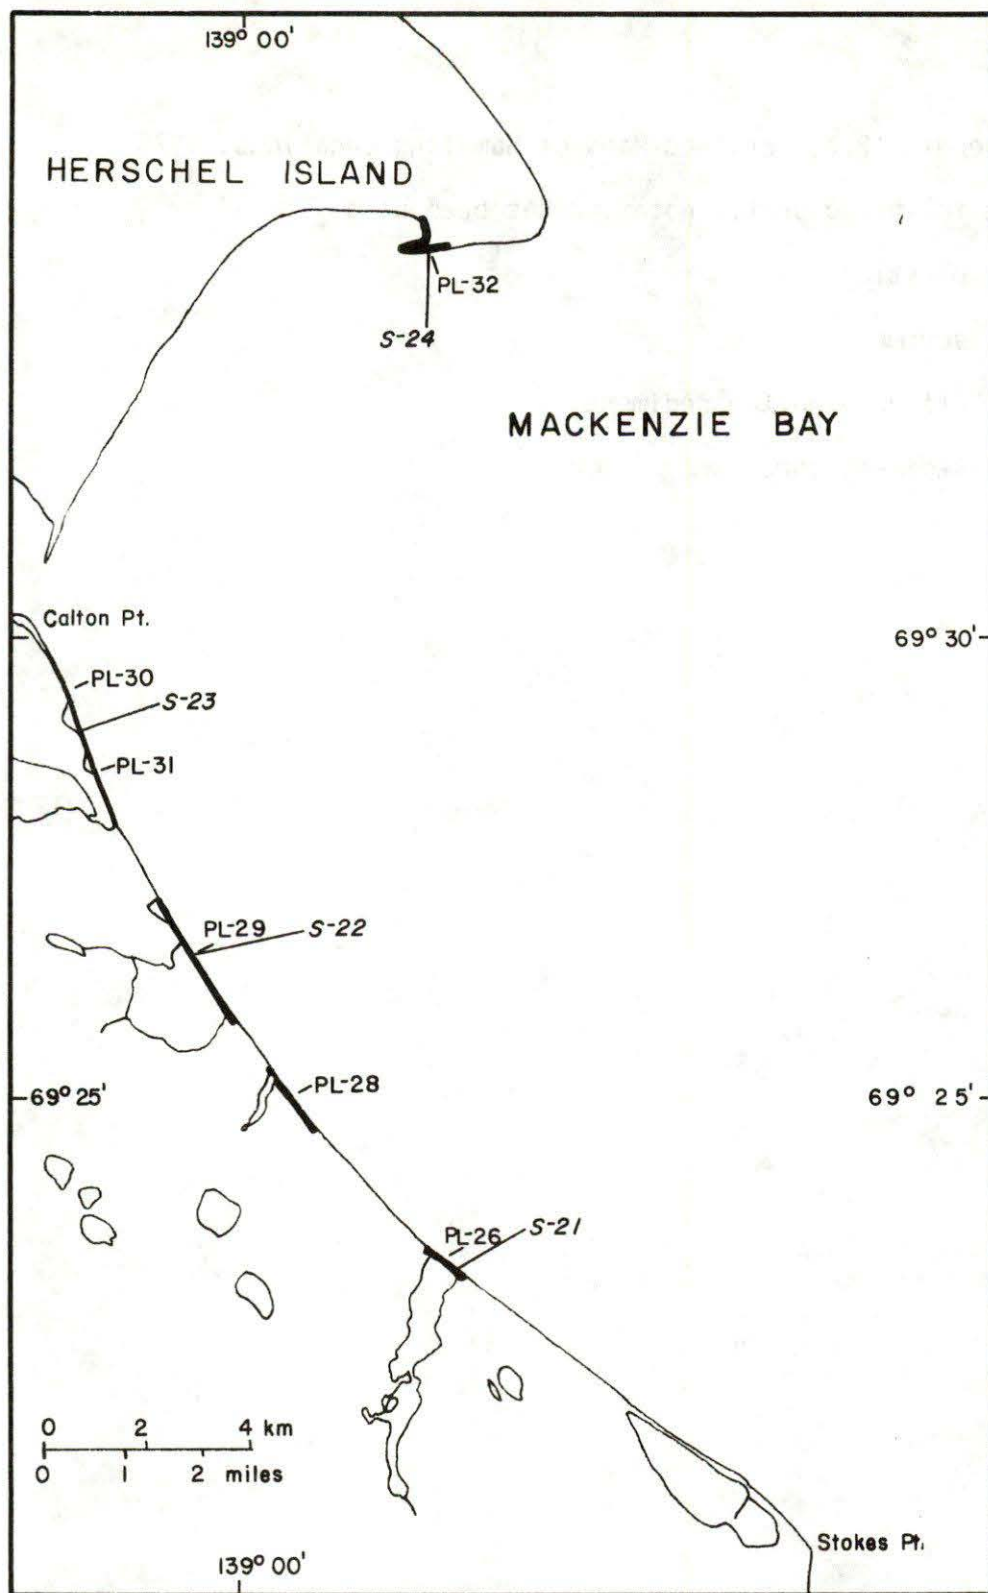 139° 00'
HERSCHEL ISLAND
PL-32
S-24
MACKENZIE BAY
Calton Pt.
69° 30'
PL-30
S-23
PL-31
PL-29
S-22
PL-28
69° 25'
69° 25'
PL-26
S-21
0 2 4 km
0 1 2 miles
Stokes Pt.
139° 00'